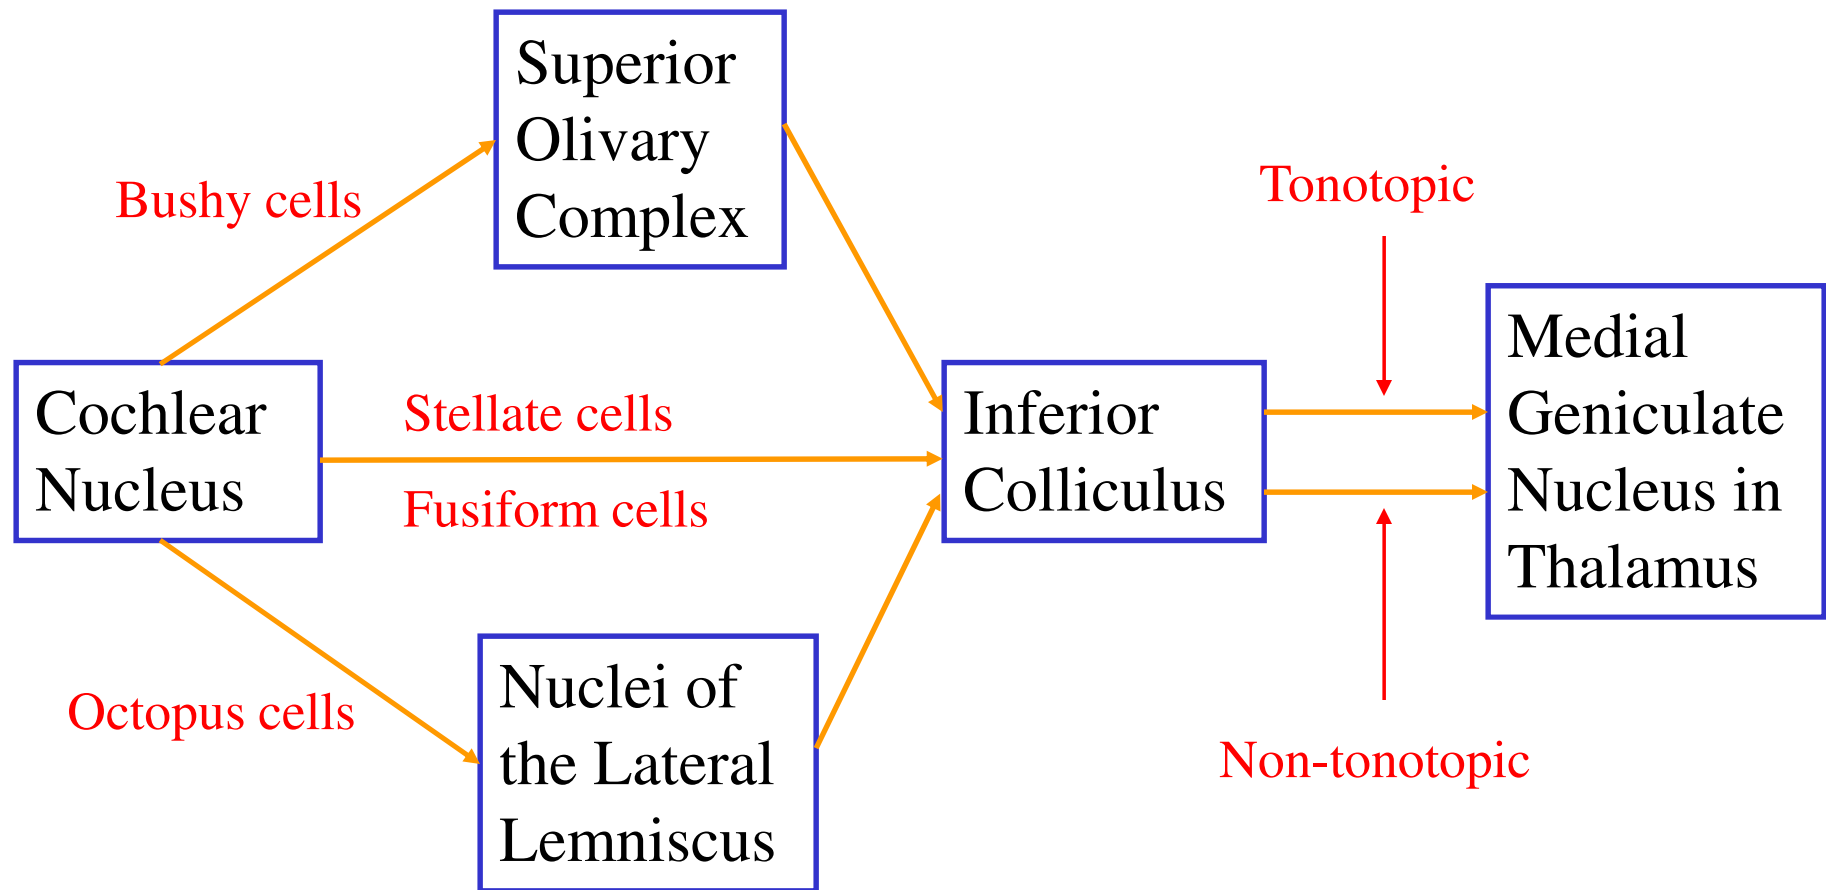 Superior
Olivary
Complex
Bushy cells
Tonotopic
Cochlear
Nucleus
Stellate cells
Fusiform cells
Inferior
Colliculus
Medial
Geniculate
Nucleus in
Thalamus
Octopus cells
Nuclei of
the Lateral
Lemniscus
Non-tonotopic